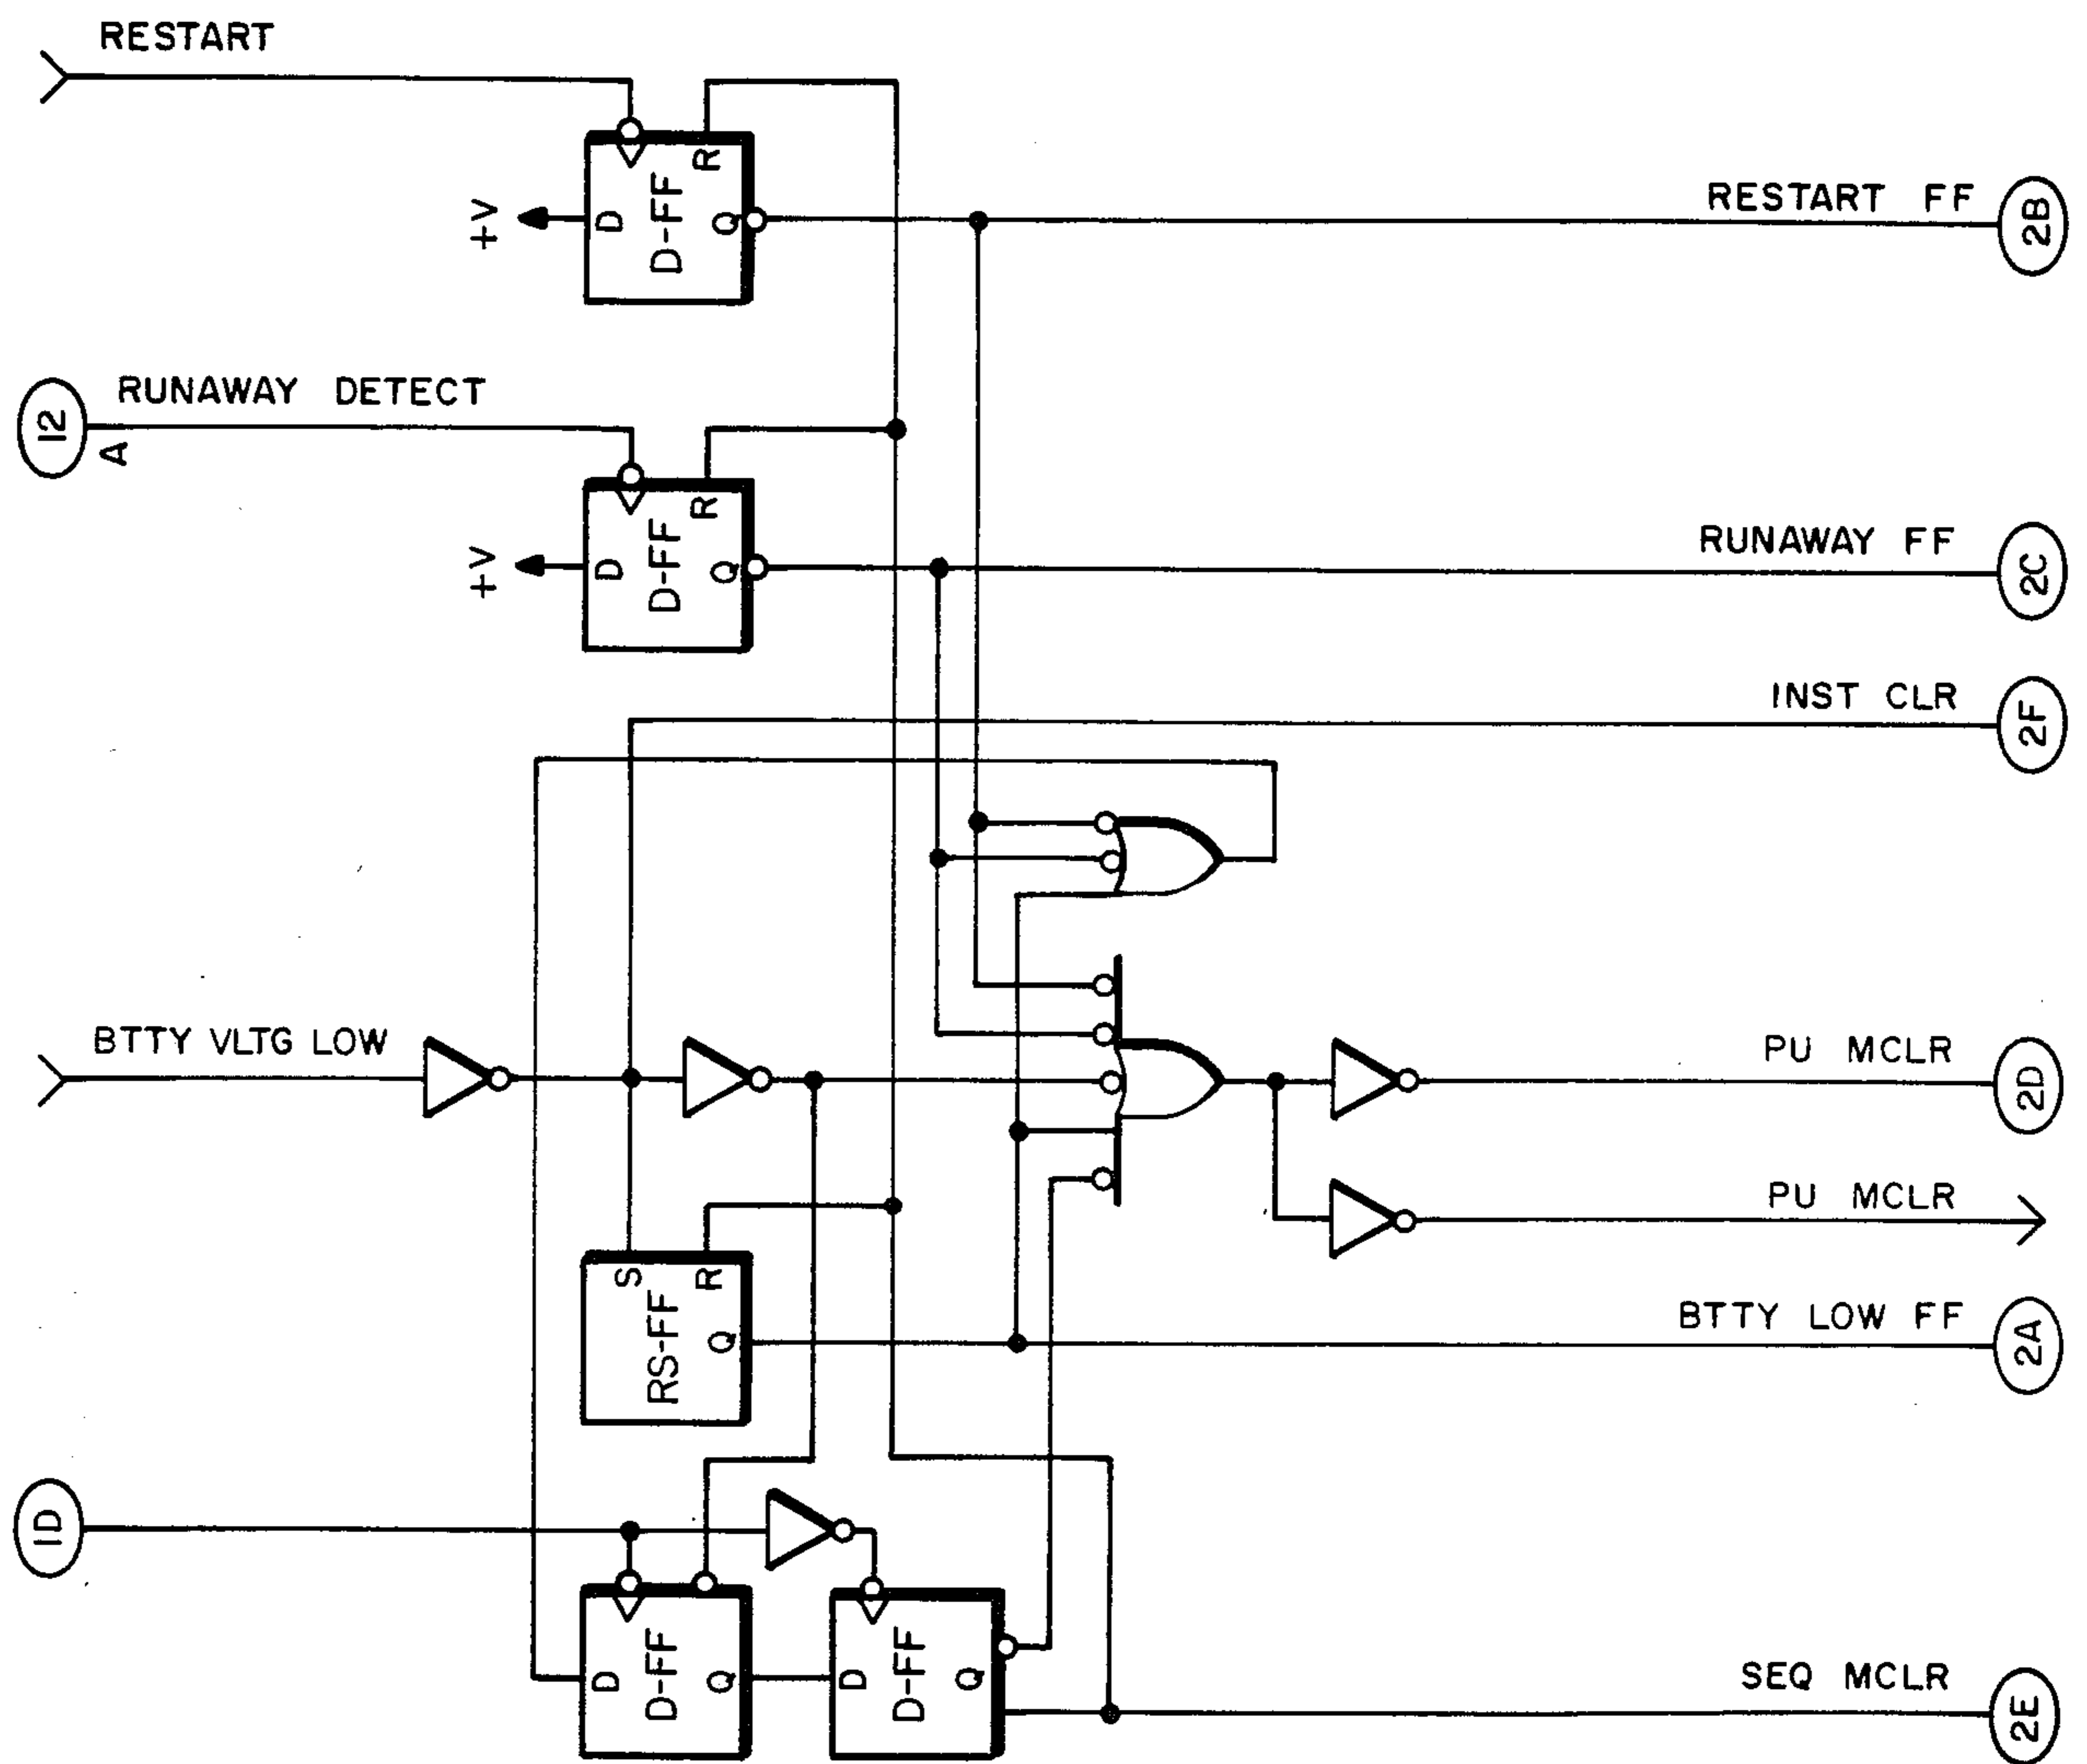 RESTART
+V
D
D-FF
R
Q
RESTART FF
2B
12
A
RUNAWAY DETECT
+V
D
D-FF
R
Q
RUNAWAY FF
2C
INST CLR
2F
BTTY VLTG LOW
PU MCLR
2D
PU MCLR
S
RS-FF
R
Q
BTTY LOW FF
2A
1D
D
D-FF
Q
D
D-FF
Q
SEQ MCLR
2E